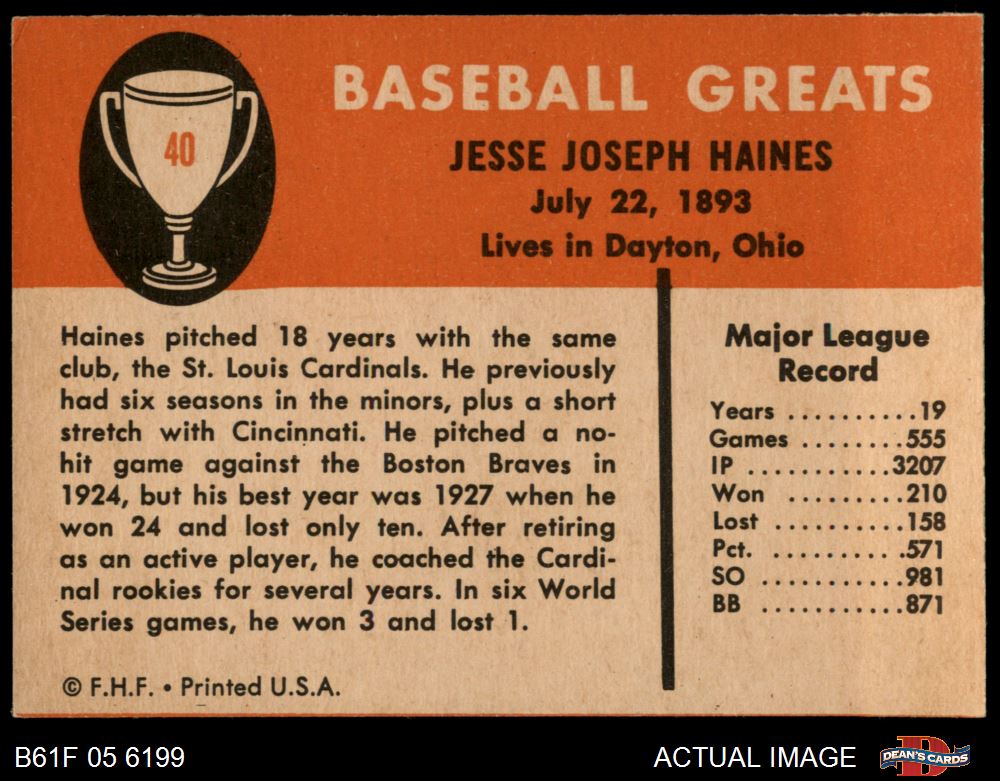 40
BASEBALL GREATS
JESSE JOSEPH HAINES
July 22, 1893
Lives in Dayton, Ohio
Haines pitched 18 years with the same
club, the St. Louis Cardinals. He previously
had six seasons in the minors, plus a short
stretch with Cincinnati. He pitched a no-
hit game against the Boston Braves in
1924, but his best year was 1927 when he
won 24 and lost only ten. After retiring
as an active player, he coached the Cardi-
nal rookies for several years. In six World
Series games, he won 3 and lost 1.
© F.H.F. • Printed U.S.A.
Major League
Record
Years ..........19
Games ........555
IP ...........3207
Won .........210
Lost ..........158
Pct. ..........571
SO ...........981
BB ...........871
B61F 05 6199
ACTUAL IMAGE
D
DEAN'S CARDS